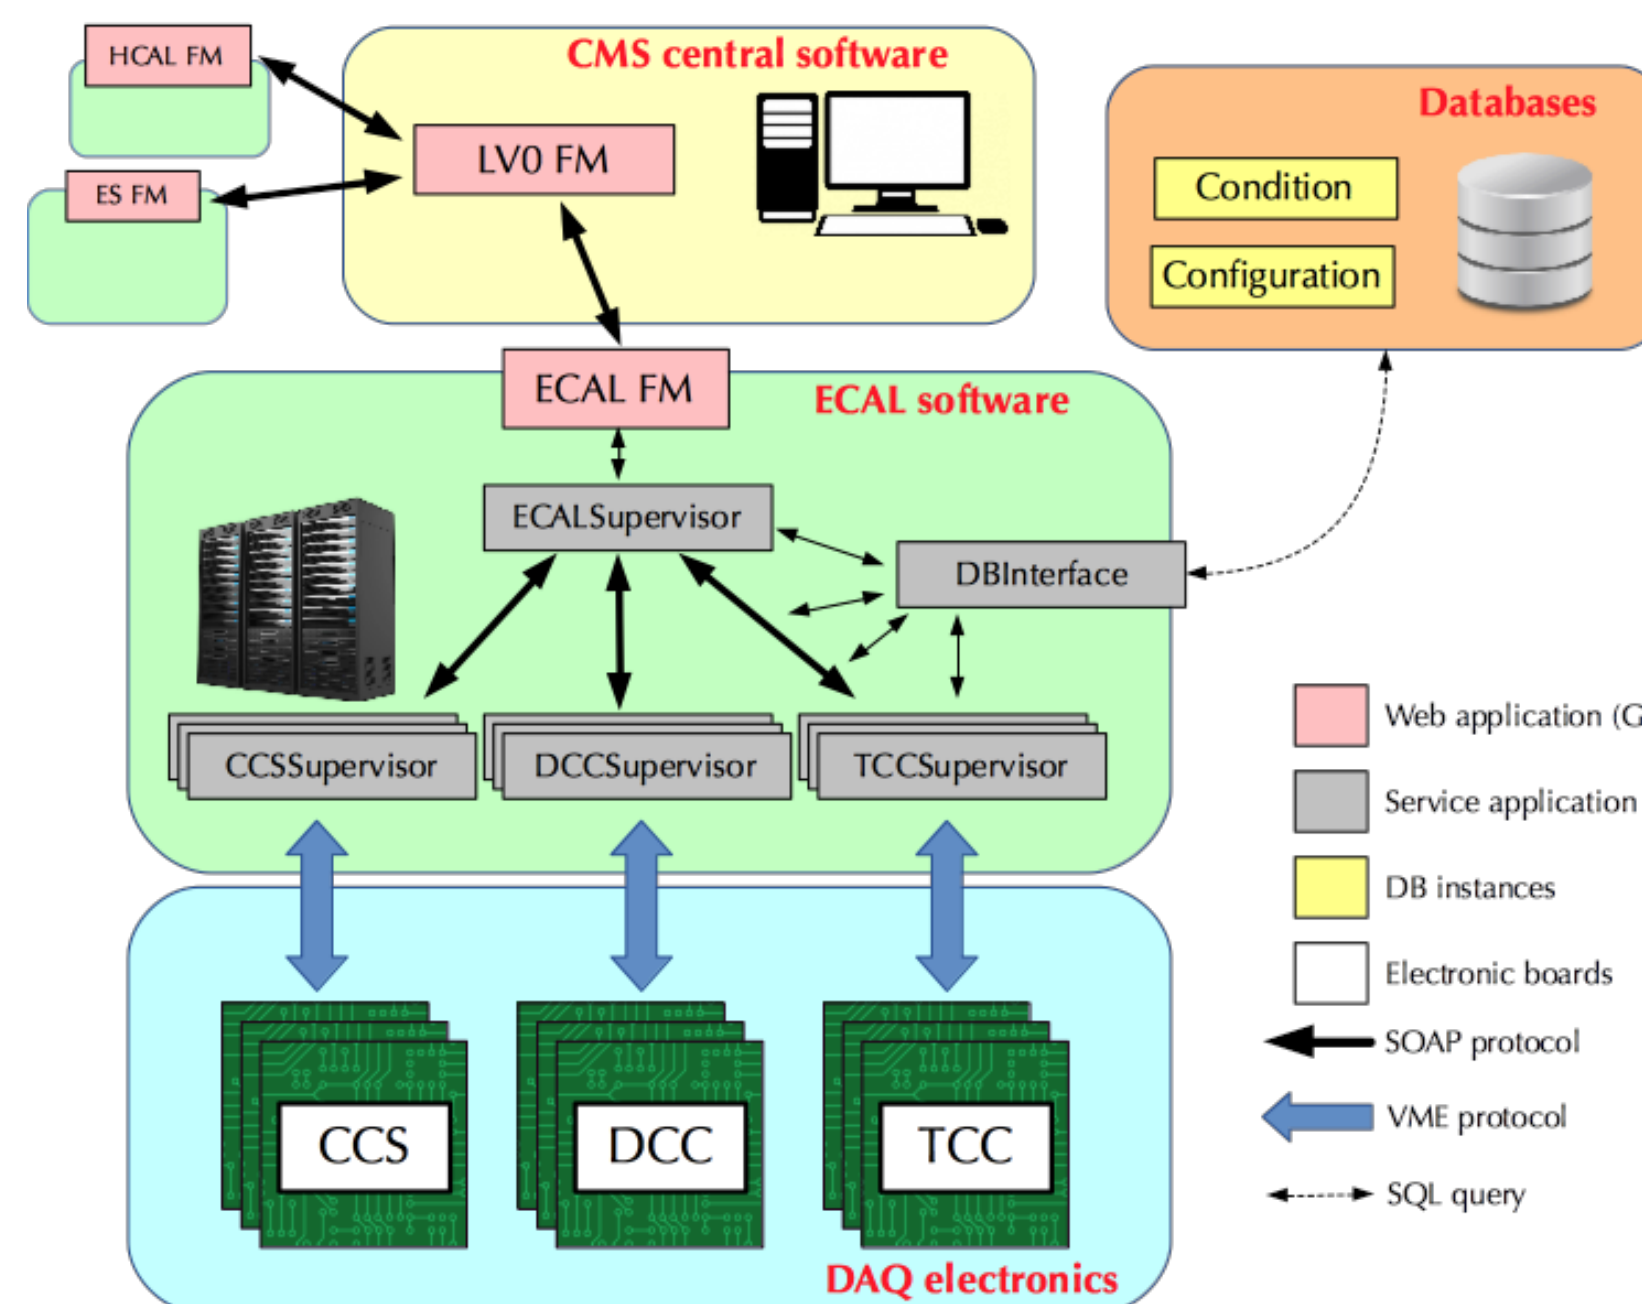 HCAL FM
CMS central software
LV0 FM
ES FM
Databases
Condition
Configuration
ECAL FM
ECAL software
ECALSupervisor
DBInterface
CCSSupervisor
DCCSupervisor
TCCSupervisor
Web application (G
Service application
DB instances
Electronic boards
SOAP protocol
VME protocol
SQL query
CCS
DCC
TCC
DAQ electronics